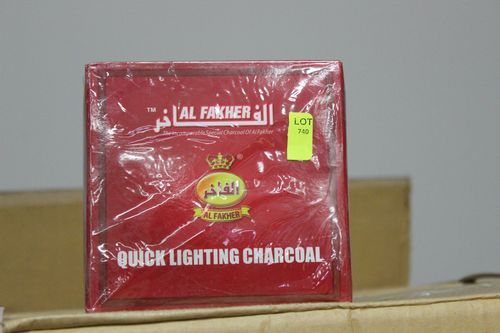 AL FAKHER
الفاخر
™
The Incomparable Special Charcoal Of Al Fakher
LOT
740
®
الفاخر
AL FAKHER
QUICK LIGHTING CHARCOAL